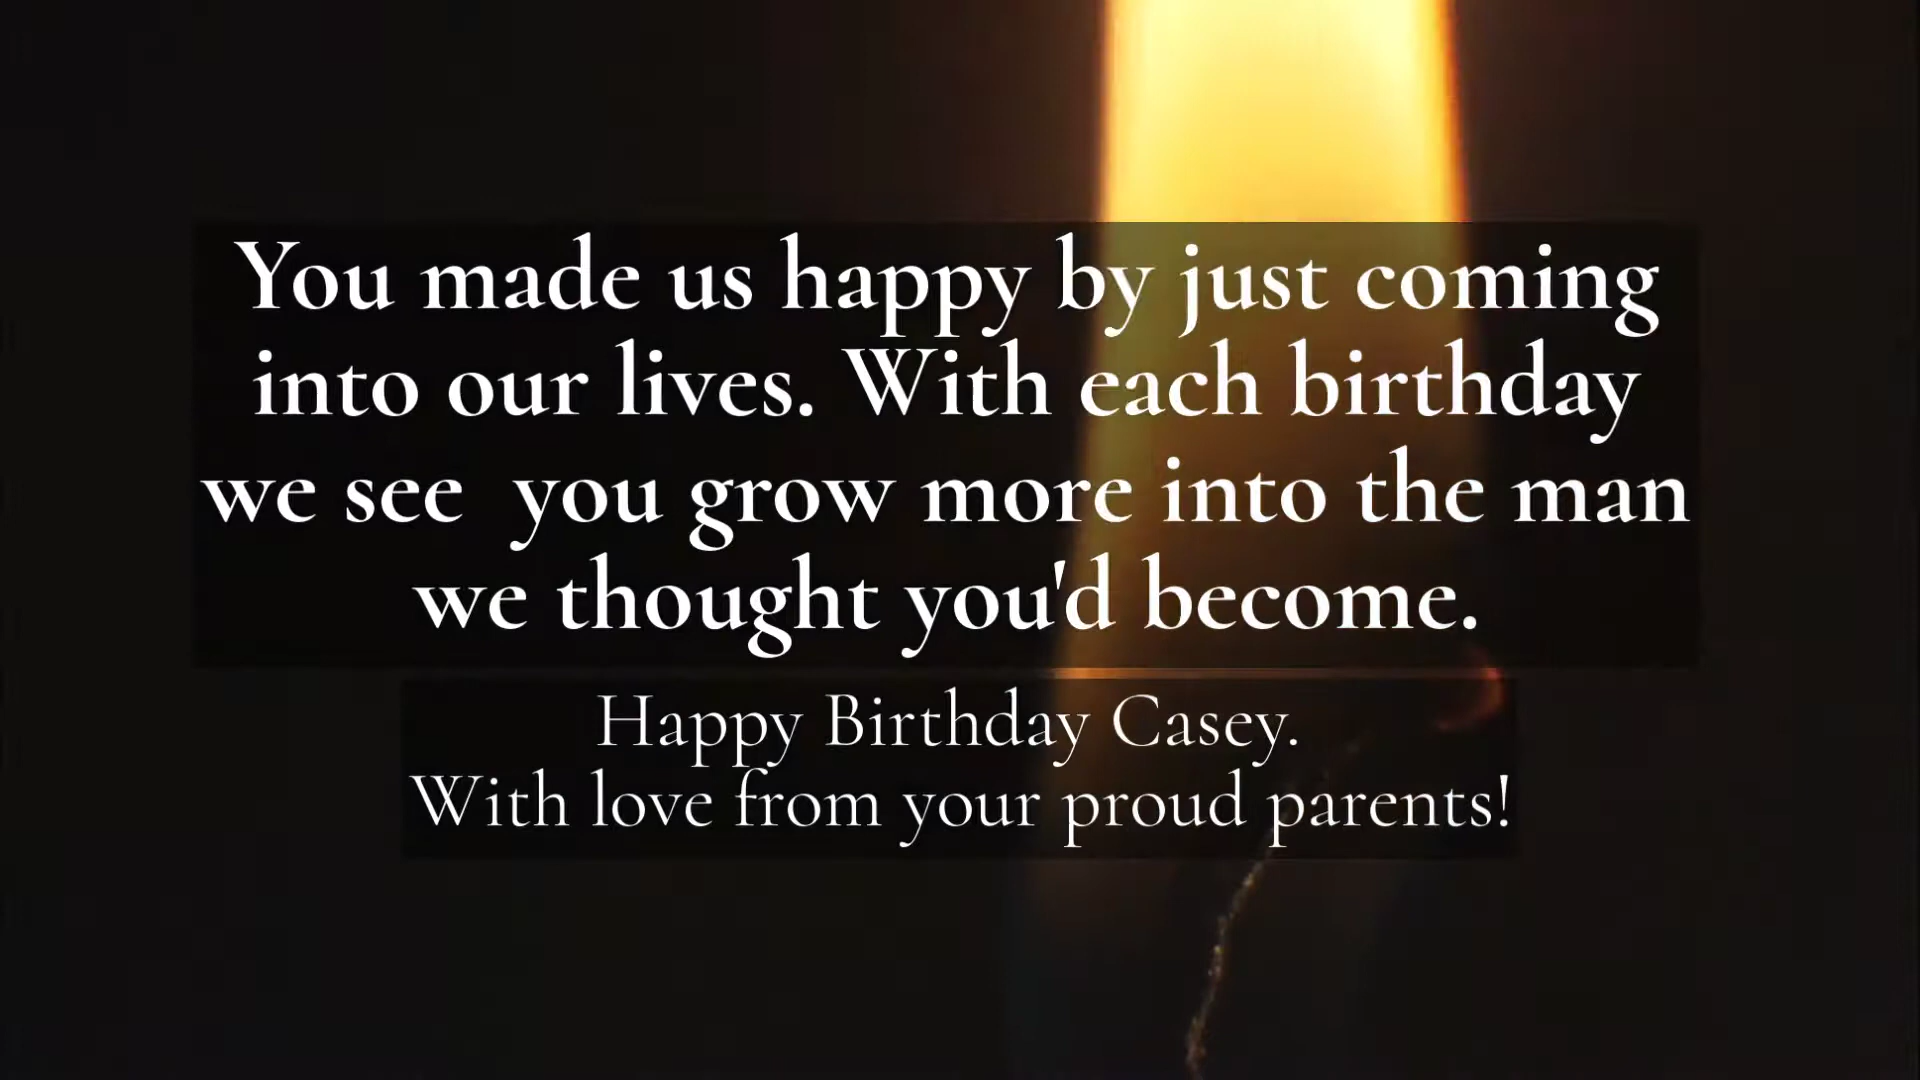 You made us happy by just coming
into our lives. With each birthday
we see  you grow more into the man
we thought you'd become.
Happy Birthday Casey.
With love from your proud parents!